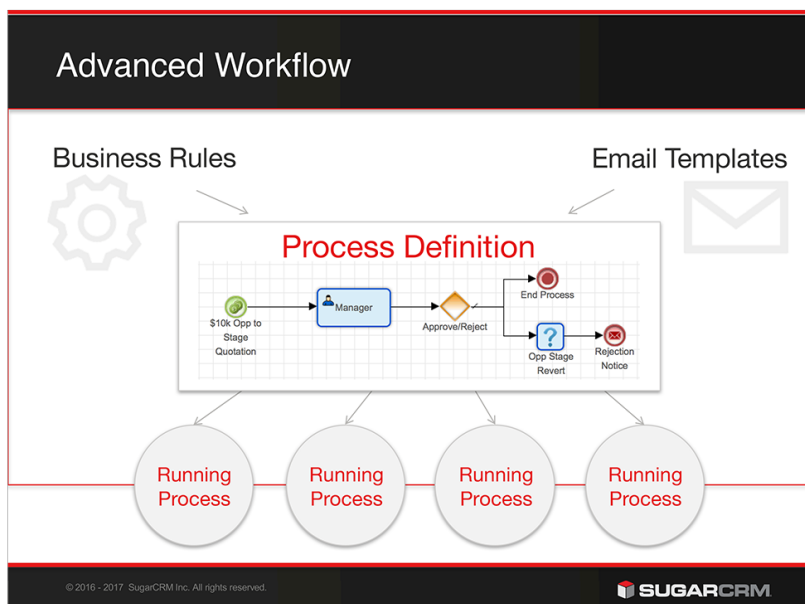 Advanced Workflow
Business Rules
Email Templates
Process Definition
$10k Opp to
Stage
Quotation
Manager
Approve/Reject
End Process
Opp Stage
Revert
Rejection
Notice
Running
Process
Running
Process
Running
Process
Running
Process
© 2016 - 2017 SugarCRM Inc. All rights reserved.
SUGARCRM